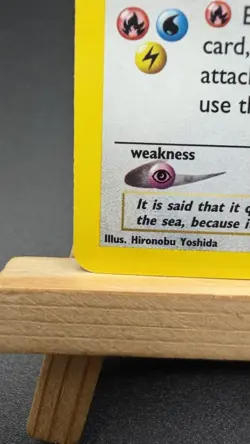 card,
attac
use th
weakness
It is said that it
the sea, because i
Illus. Hironobu Yoshida